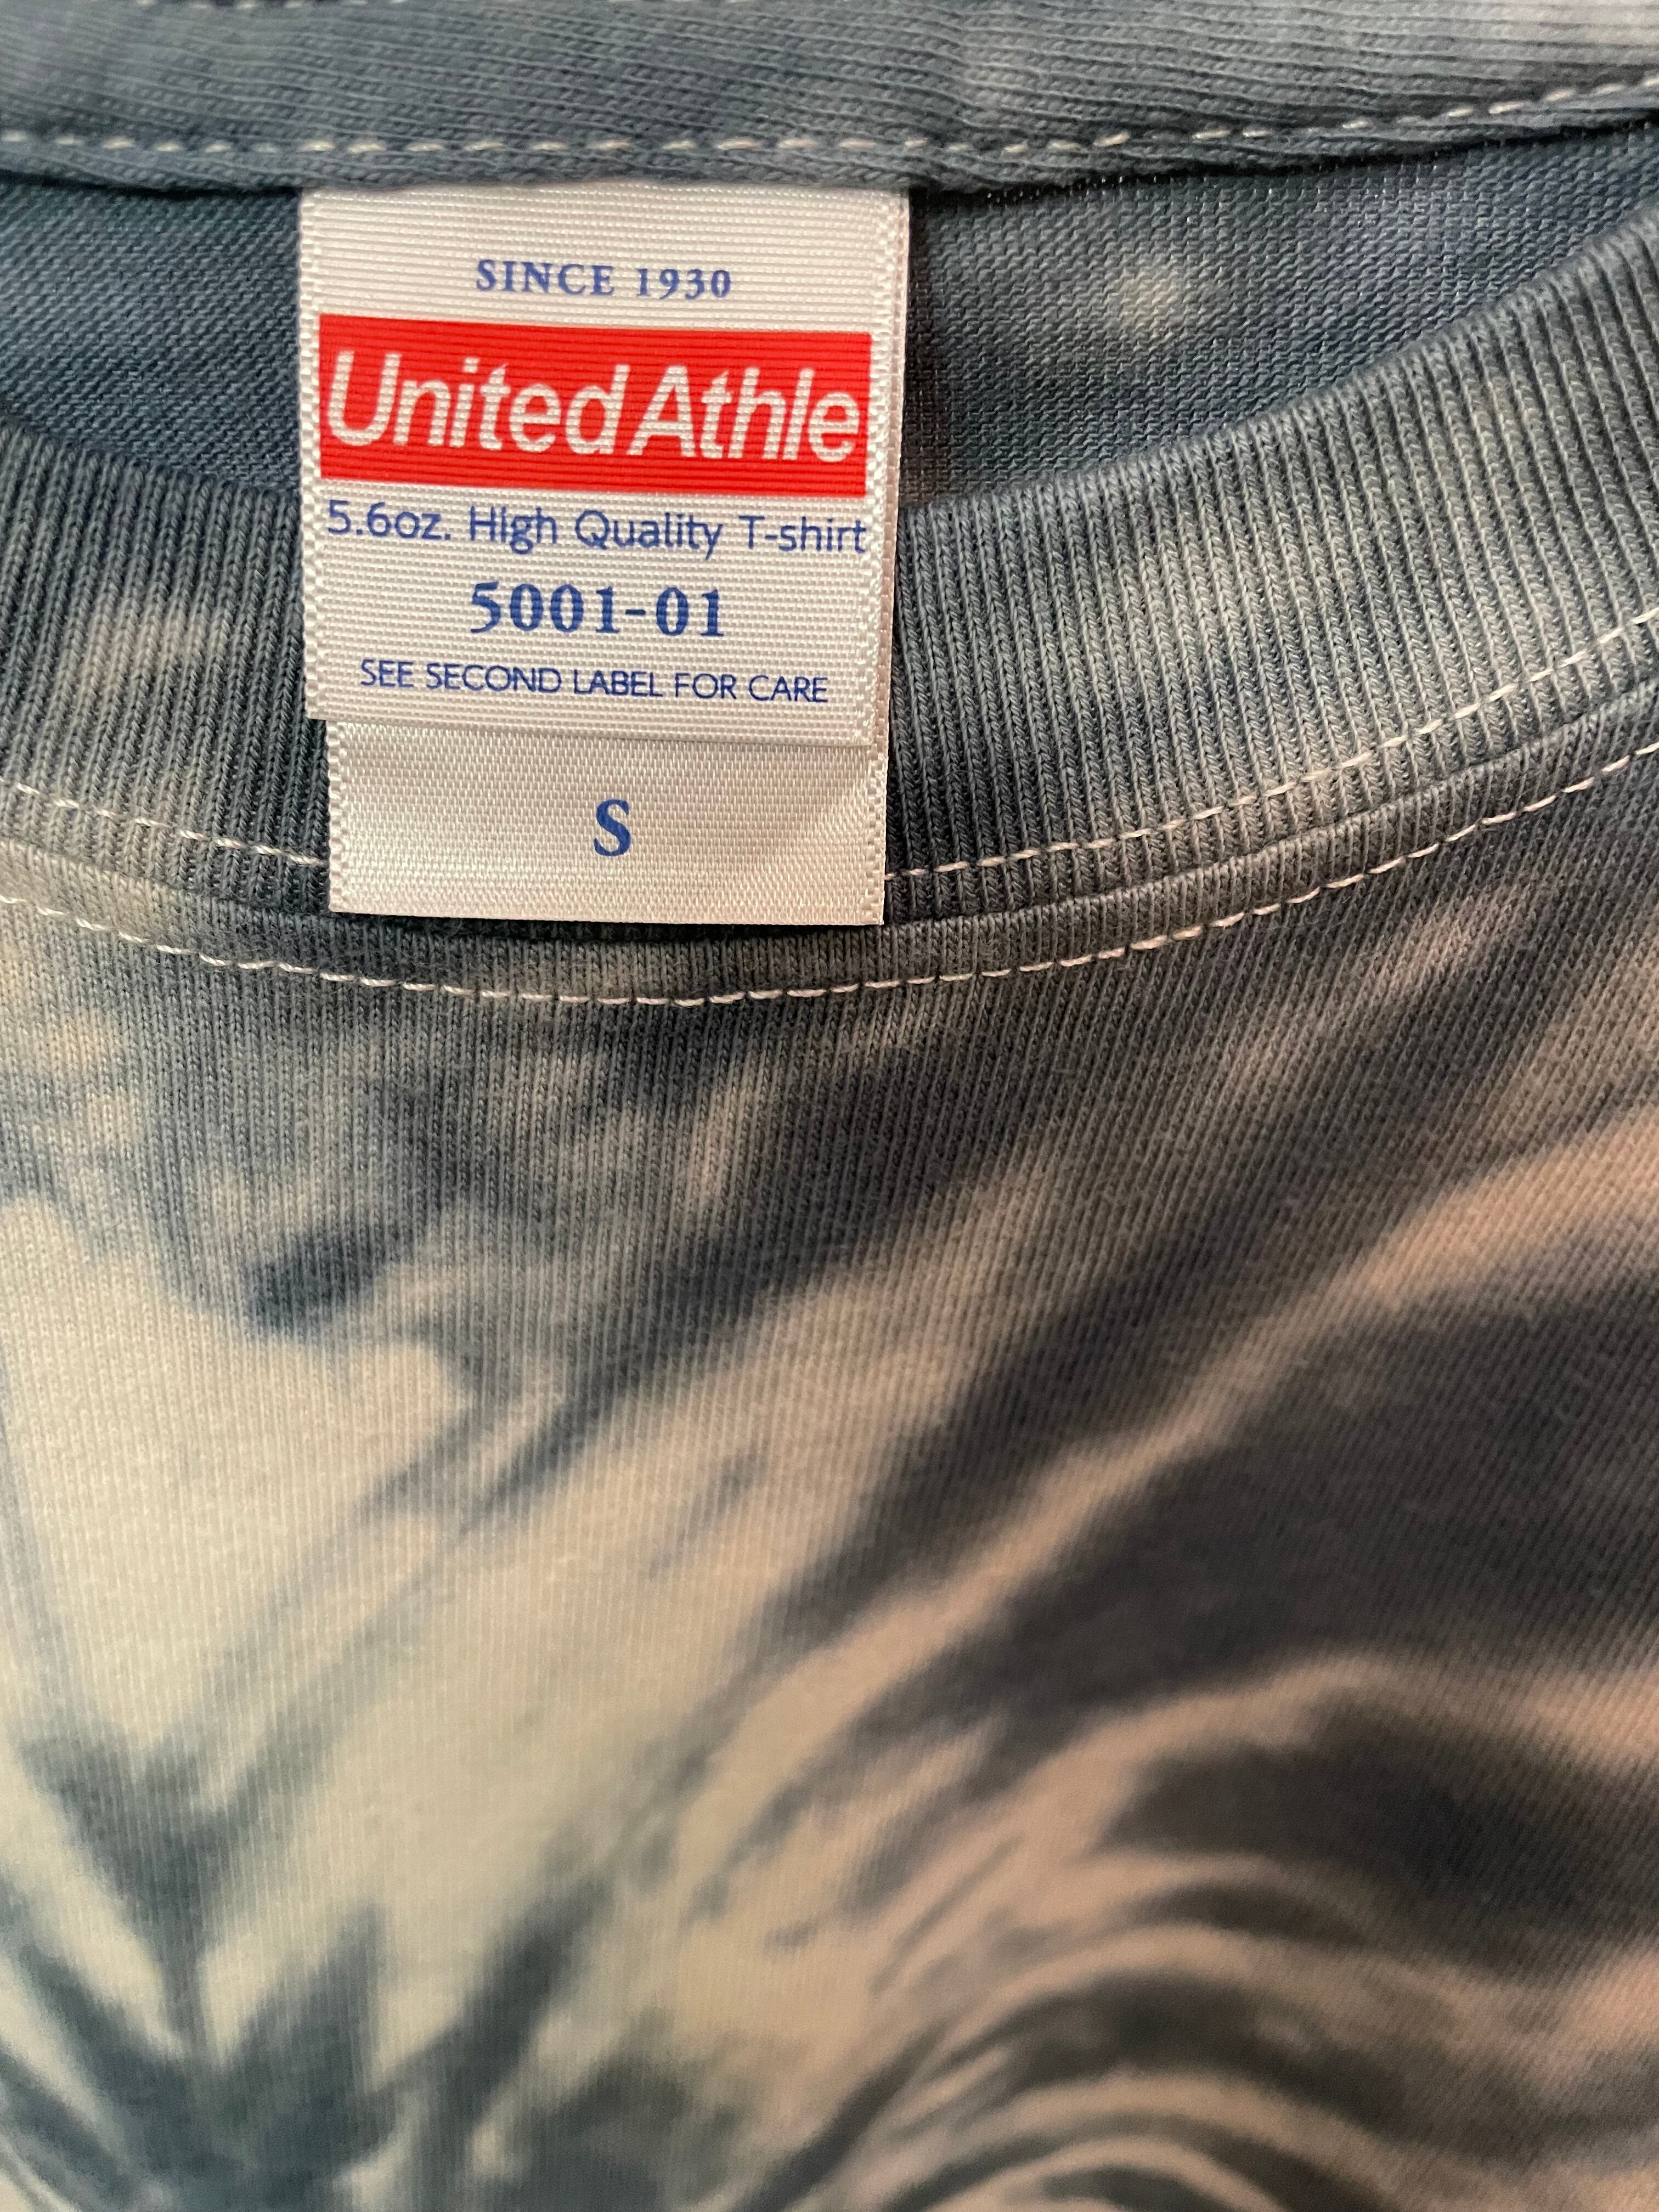 SINCE 1930
United Athle
5.6oz. High Quality T-shirt
5001-01
SEE SECOND LABEL FOR CARE
S